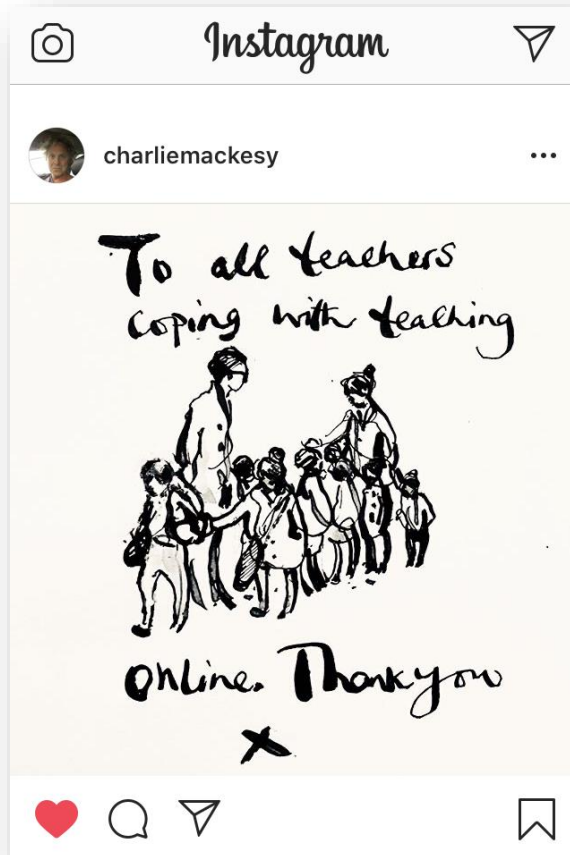 Instagram
charliemackesy
To all teachers
coping with teaching
online. Thankyou
x